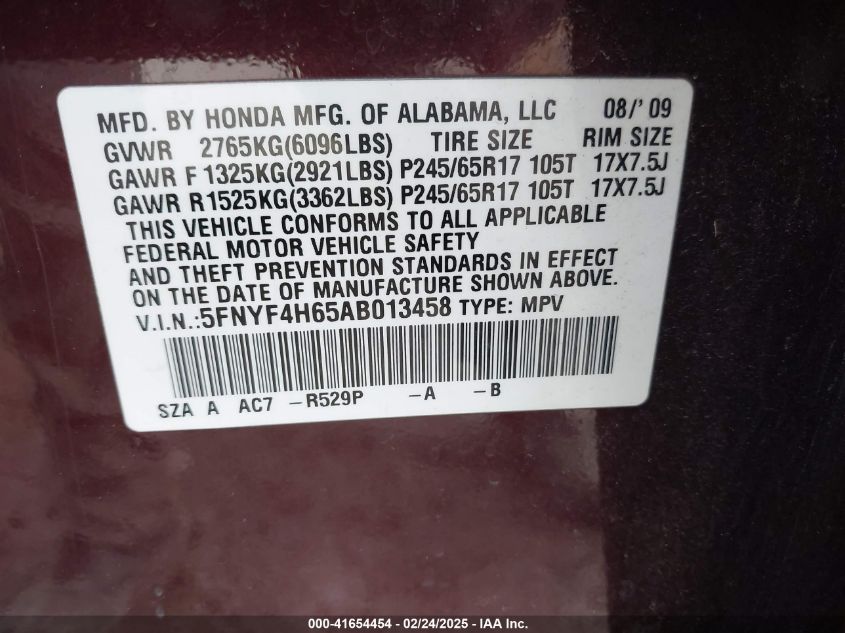 MFD. BY HONDA MFG. OF ALABAMA, LLC 08/'09
GVWR 2765KG(6096LBS) TIRE SIZE RIM SIZE
GAWR F 1325KG(2921LBS) P245/65R17 105T 17X7.5J
GAWR R1525KG(3362LBS) P245/65R17 105T 17X7.5J
THIS VEHICLE CONFORMS TO ALL APPLICABLE
FEDERAL MOTOR VEHICLE SAFETY
AND THEFT PREVENTION STANDARDS IN EFFECT
ON THE DATE OF MANUFACTURE SHOWN ABOVE.
V.I.N.:5FNYF4H65AB013458 TYPE: MPV
SZA A AC7 -R529P -A -B
000-41654454 - 02/24/2025 - IAA Inc.